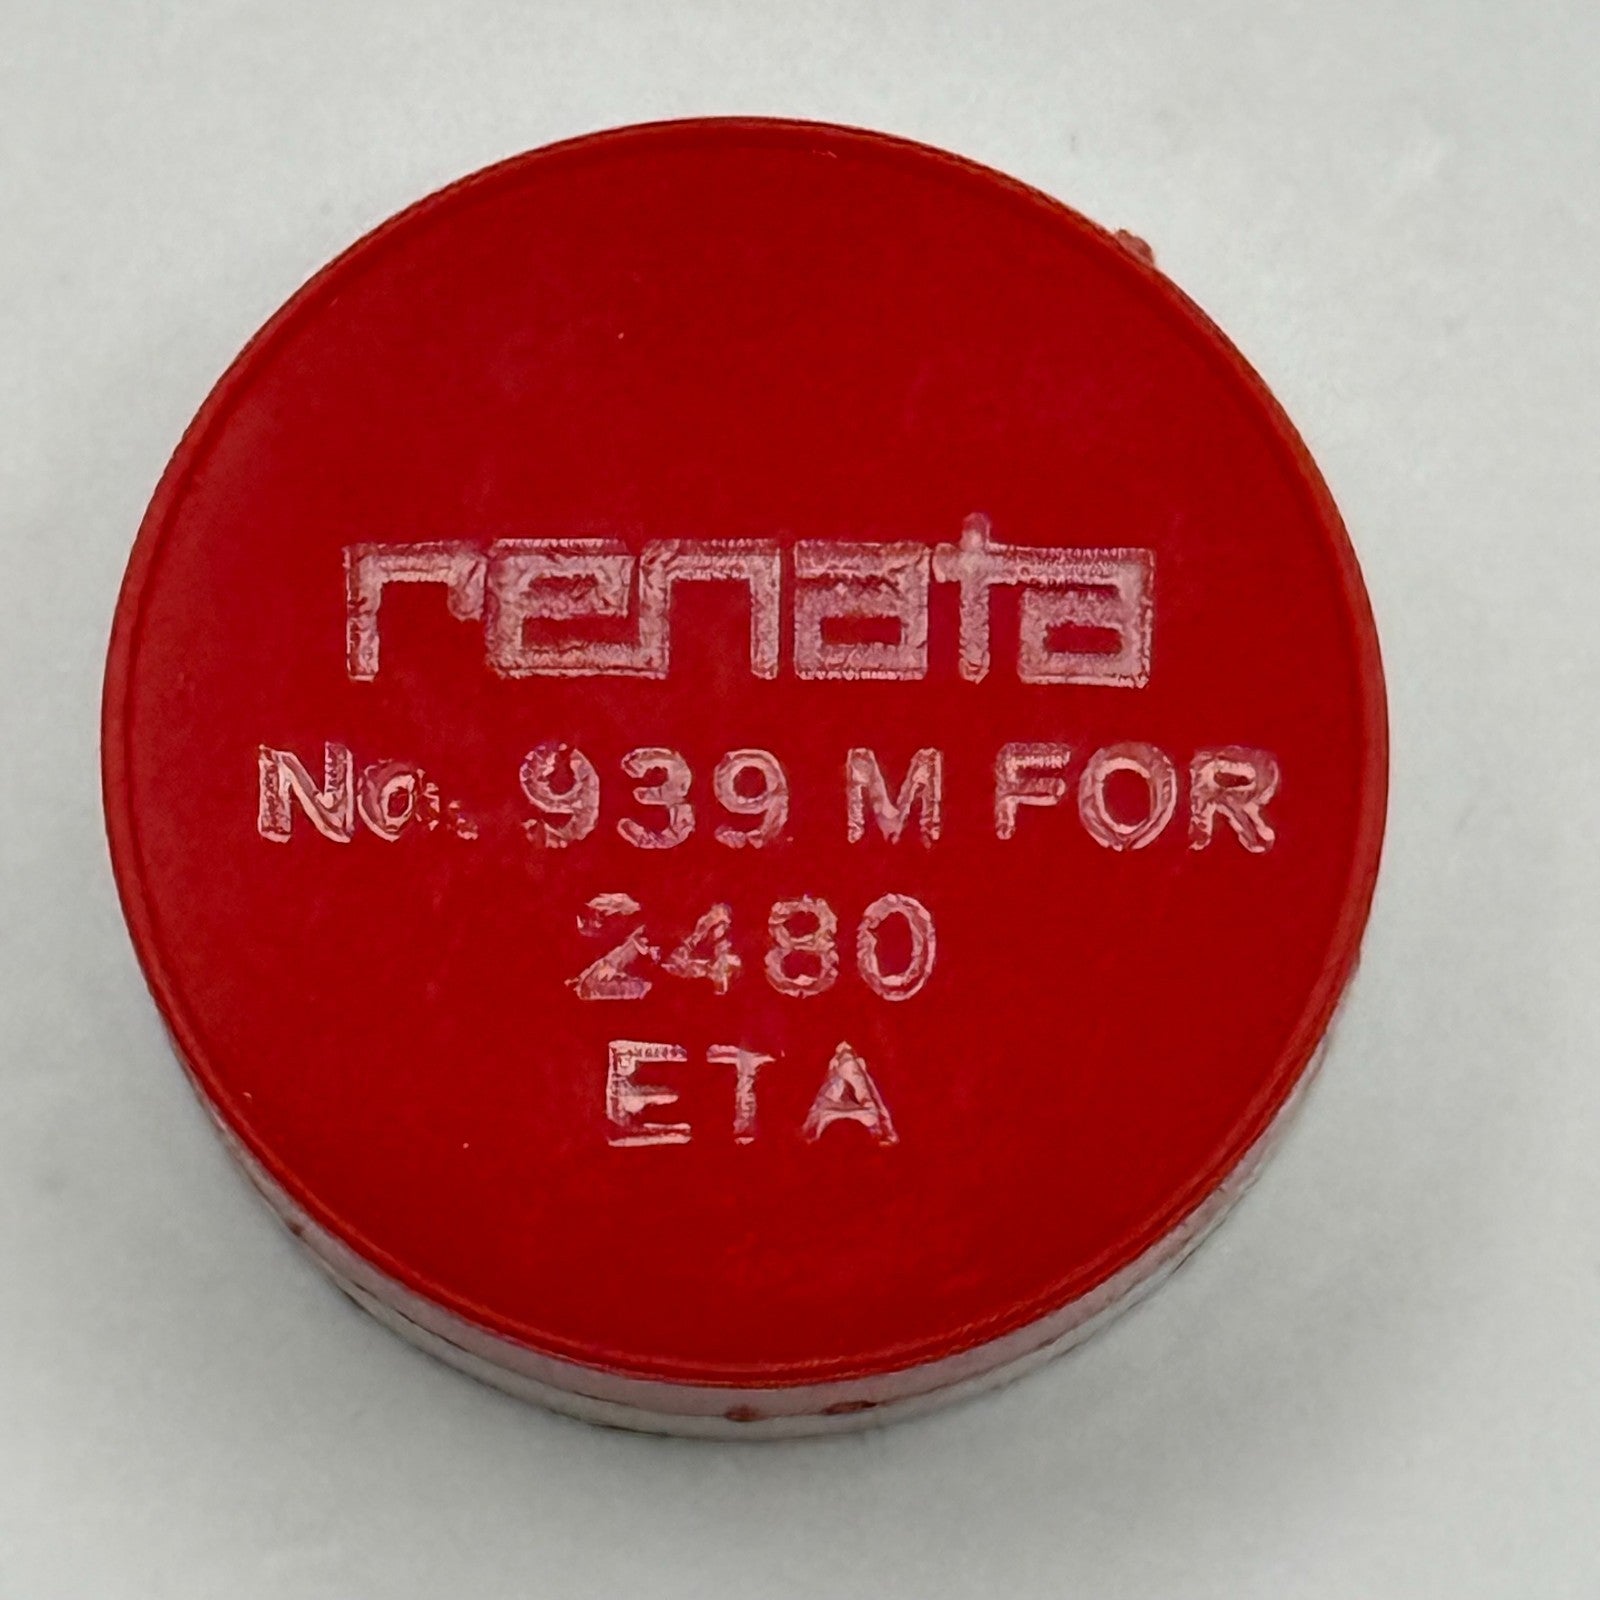 renata
No. 939 M FOR
2480
ETA